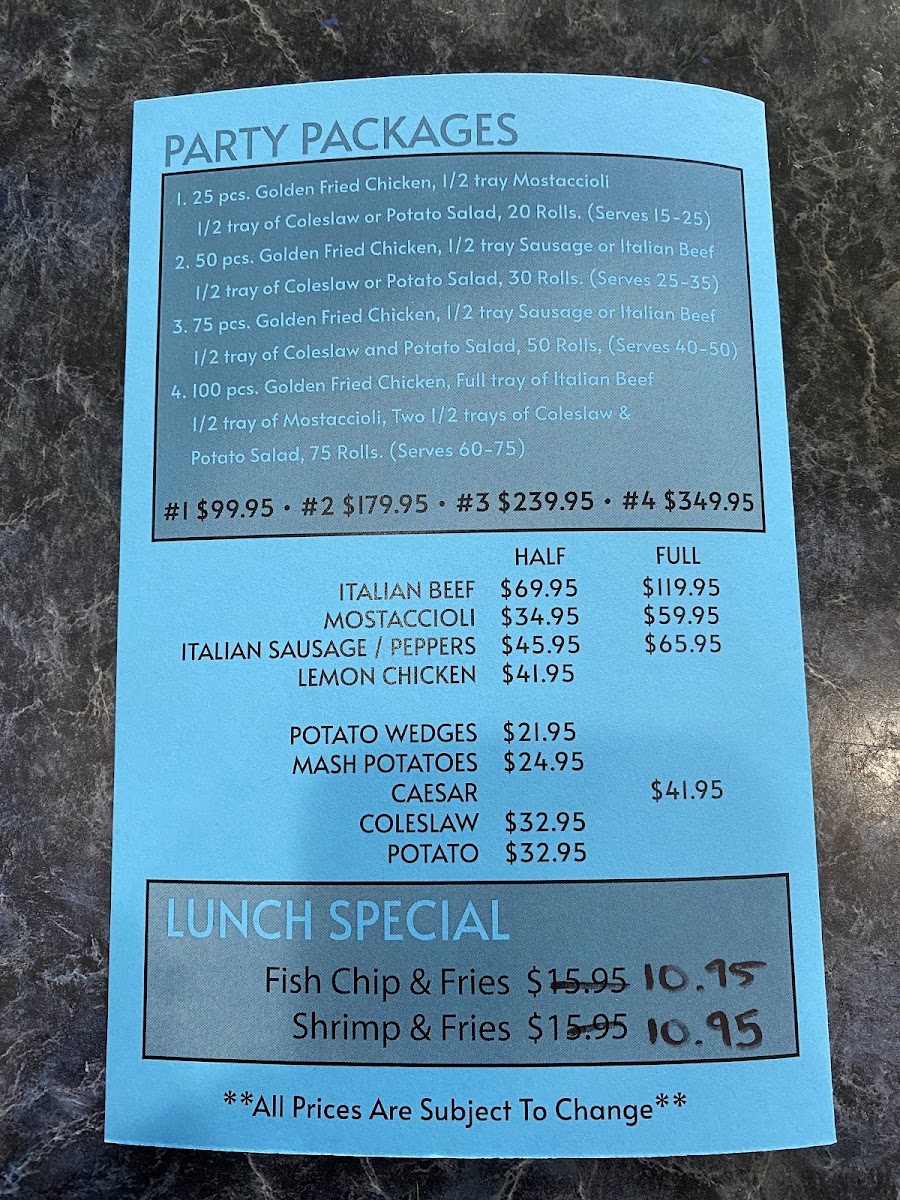 PARTY PACKAGES
1. 25 pcs. Golden Fried Chicken, 1/2 tray Mostaccioli
1/2 tray of Coleslaw or Potato Salad, 20 Rolls. (Serves 15-25)
2. 50 pcs. Golden Fried Chicken, 1/2 tray Sausage or Italian Beef
1/2 tray of Coleslaw or Potato Salad, 30 Rolls. (Serves 25-35)
3. 75 pcs. Golden Fried Chicken, 1/2 tray Sausage or Italian Beef
1/2 tray of Coleslaw and Potato Salad, 50 Rolls, (Serves 40-50)
4. 100 pcs. Golden Fried Chicken, Full tray of Italian Beef
1/2 tray of Mostaccioli, Two 1/2 trays of Coleslaw &
Potato Salad, 75 Rolls. (Serves 60-75)
#1 $99.95 • #2 $179.95 • #3 $239.95 • #4 $349.95
HALF FULL
ITALIAN BEEF $69.95 $119.95
MOSTACCIOLI $34.95 $59.95
ITALIAN SAUSAGE / PEPPERS $45.95 $65.95
LEMON CHICKEN $41.95
POTATO WEDGES $21.95
MASH POTATOES $24.95
CAESAR $41.95
COLESLAW $32.95
POTATO $32.95
LUNCH SPECIAL
Fish Chip & Fries $15.95 10.95
Shrimp & Fries $15.95 10.95
**All Prices Are Subject To Change**